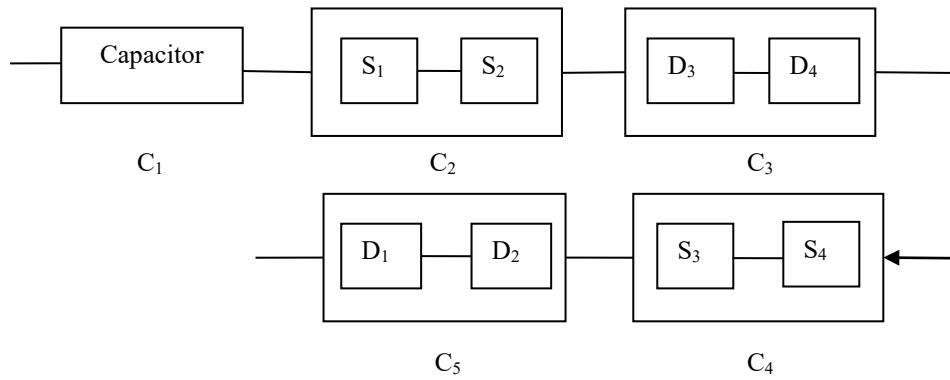 Capacitor
S₁ S₂
D₃ D₄
C₁ C₂ C₃
D₁ D₂
S₃ S₄
C₅ C₄